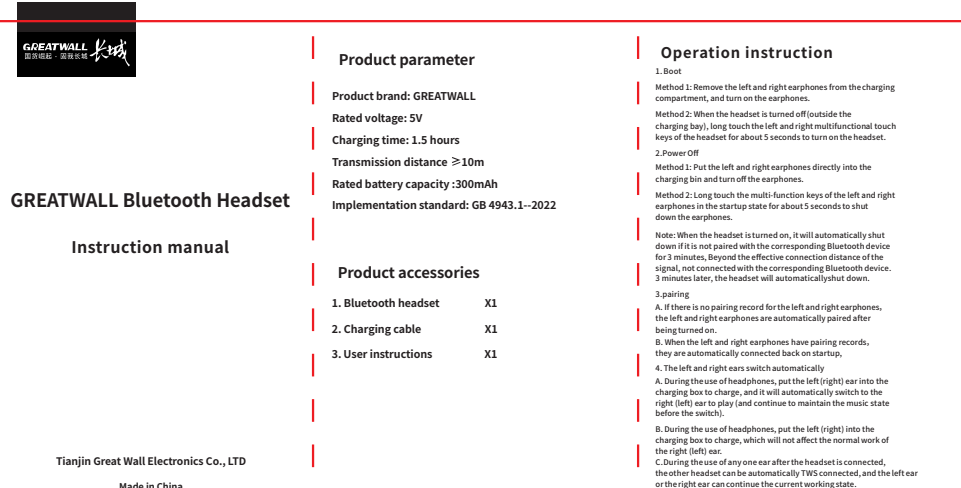 GREATWALL 长城
国货崛起 · 固我长城
GREATWALL Bluetooth Headset
Instruction manual
Tianjin Great Wall Electronics Co., LTD
Made in China
Product parameter
Product brand: GREATWALL
Rated voltage: 5V
Charging time: 1.5 hours
Transmission distance ≥10m
Rated battery capacity :300mAh
Implementation standard: GB 4943.1--2022
Product accessories
1. Bluetooth headset X1
2. Charging cable X1
3. User instructions X1
Operation instruction
1. Boot
Method 1: Remove the left and right earphones from the charging
compartment, and turn on the earphones.
Method 2: When the headset is turned off (outside the
charging bay), long touch the left and right multifunctional touch
keys of the headset for about 5 seconds to turn on the headset.
2.Power Off
Method 1: Put the left and right earphones directly into the
charging bin and turn off the earphones.
Method 2: Long touch the multi-function keys of the left and right
earphones in the startup state for about 5 seconds to shut
down the earphones.
Note: When the headset is turned on, it will automatically shut
down if it is not paired with the corresponding Bluetooth device
for 3 minutes, Beyond the effective connection distance of the
signal, not connected with the corresponding Bluetooth device.
3 minutes later, the headset will automaticallyshut down.
3.pairing
A. If there is no pairing record for the left and right earphones,
the left and right earphones are automatically paired after
being turned on.
B. When the left and right earphones have pairing records,
they are automatically connected back on startup,
4. The left and right ears switch automatically
A. During the use of headphones, put the left (right) ear into the
charging box to charge, and it will automatically switch to the
right (left) ear to play (and continue to maintain the music state
before the switch).
B. During the use of headphones, put the left (right) into the
charging box to charge, which will not affect the normal work of
the right (left) ear.
C.During the use of any one ear after the headset is connected,
the other headset can be automatically TWS connected, and the left ear
or the right ear can continue the current working state.